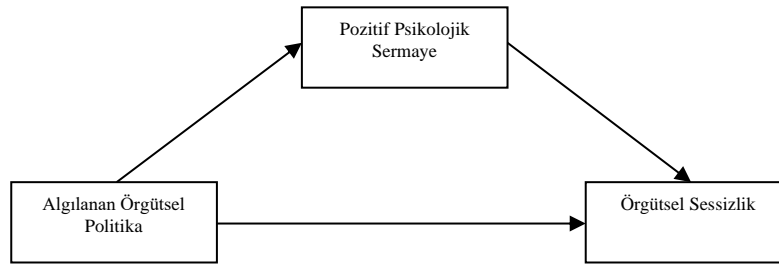 Pozitif Psikolojik
Sermaye
Algılanan Örgütsel
Politika
Örgütsel Sessizlik